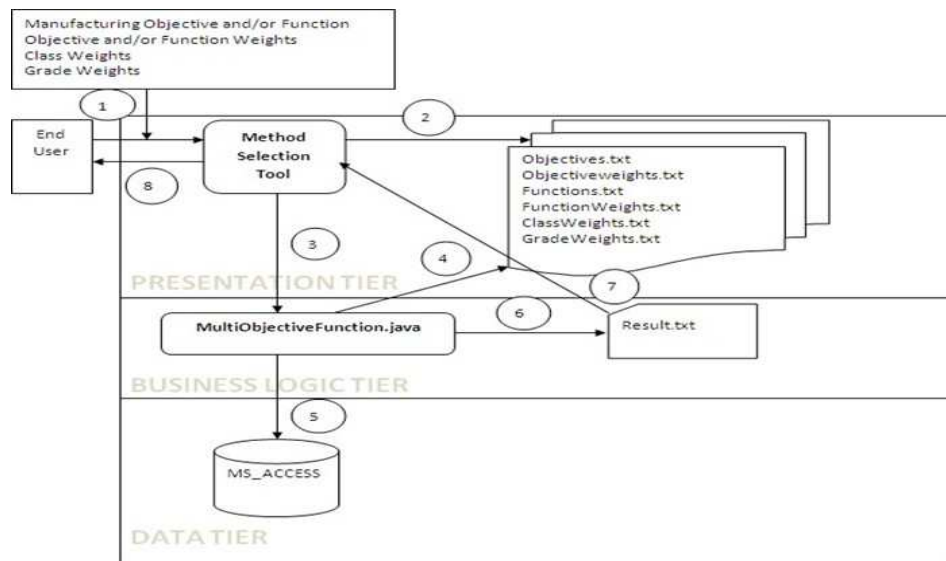 Manufacturing Objective and/or Function
Objective and/or Function Weights
Class Weights
Grade Weights
1
2
End
User
Method
Selection
Tool
Objectives.txt
Objectiveweights.txt
Functions.txt
FunctionWeights.txt
ClassWeights.txt
GradeWeights.txt
8
3
4
PRESENTATION TIER
7
6
MultiObjectiveFunction.java
Result.txt
BUSINESS LOGIC TIER
5
MS_ACCESS
DATA TIER